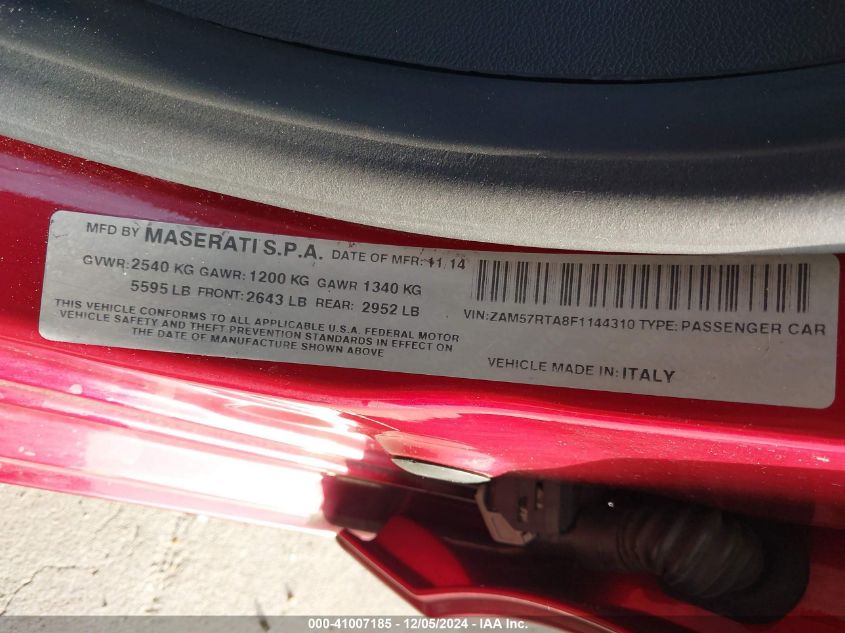 MFD BY MASERATI S.P.A. DATE OF MFR: 11 14
GVWR: 2540 KG GAWR: 1200 KG GAWR 1340 KG
5595 LB FRONT: 2643 LB REAR: 2952 LB
THIS VEHICLE CONFORMS TO ALL APPLICABLE U.S.A. FEDERAL MOTOR
VEHICLE SAFETY AND THEFT PREVENTION STANDARDS IN EFFECT ON
THE DATE OF MANUFACTURE SHOWN ABOVE
VIN: ZAM57RTA8F1144310 TYPE: PASSENGER CAR
VEHICLE MADE IN: ITALY
000-41007185 - 12/05/2024 - IAA Inc.